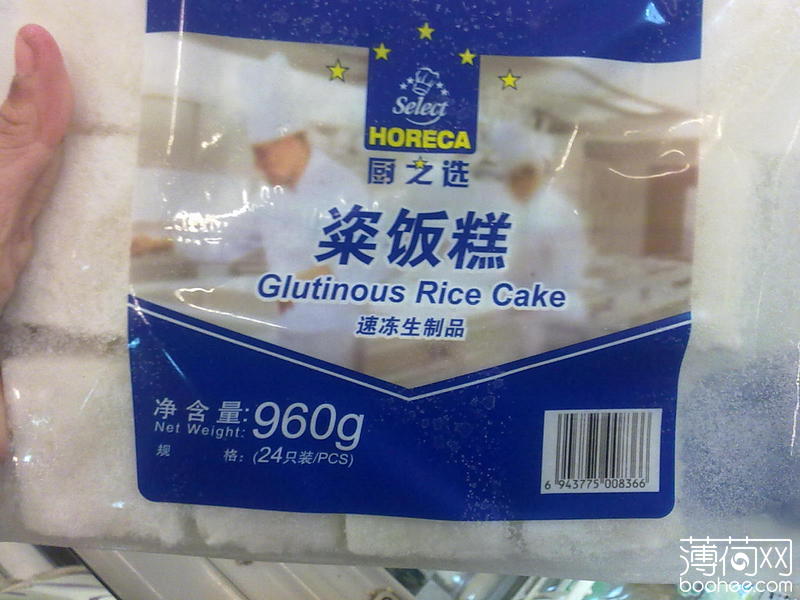 Select
HORECA
厨之选
粢饭糕
Glutinous Rice Cake
速冻生制品
净含量:960g
Net Weight:
规格:(24只装/PCS)
6 943775 008366
薄荷网
boohee.com